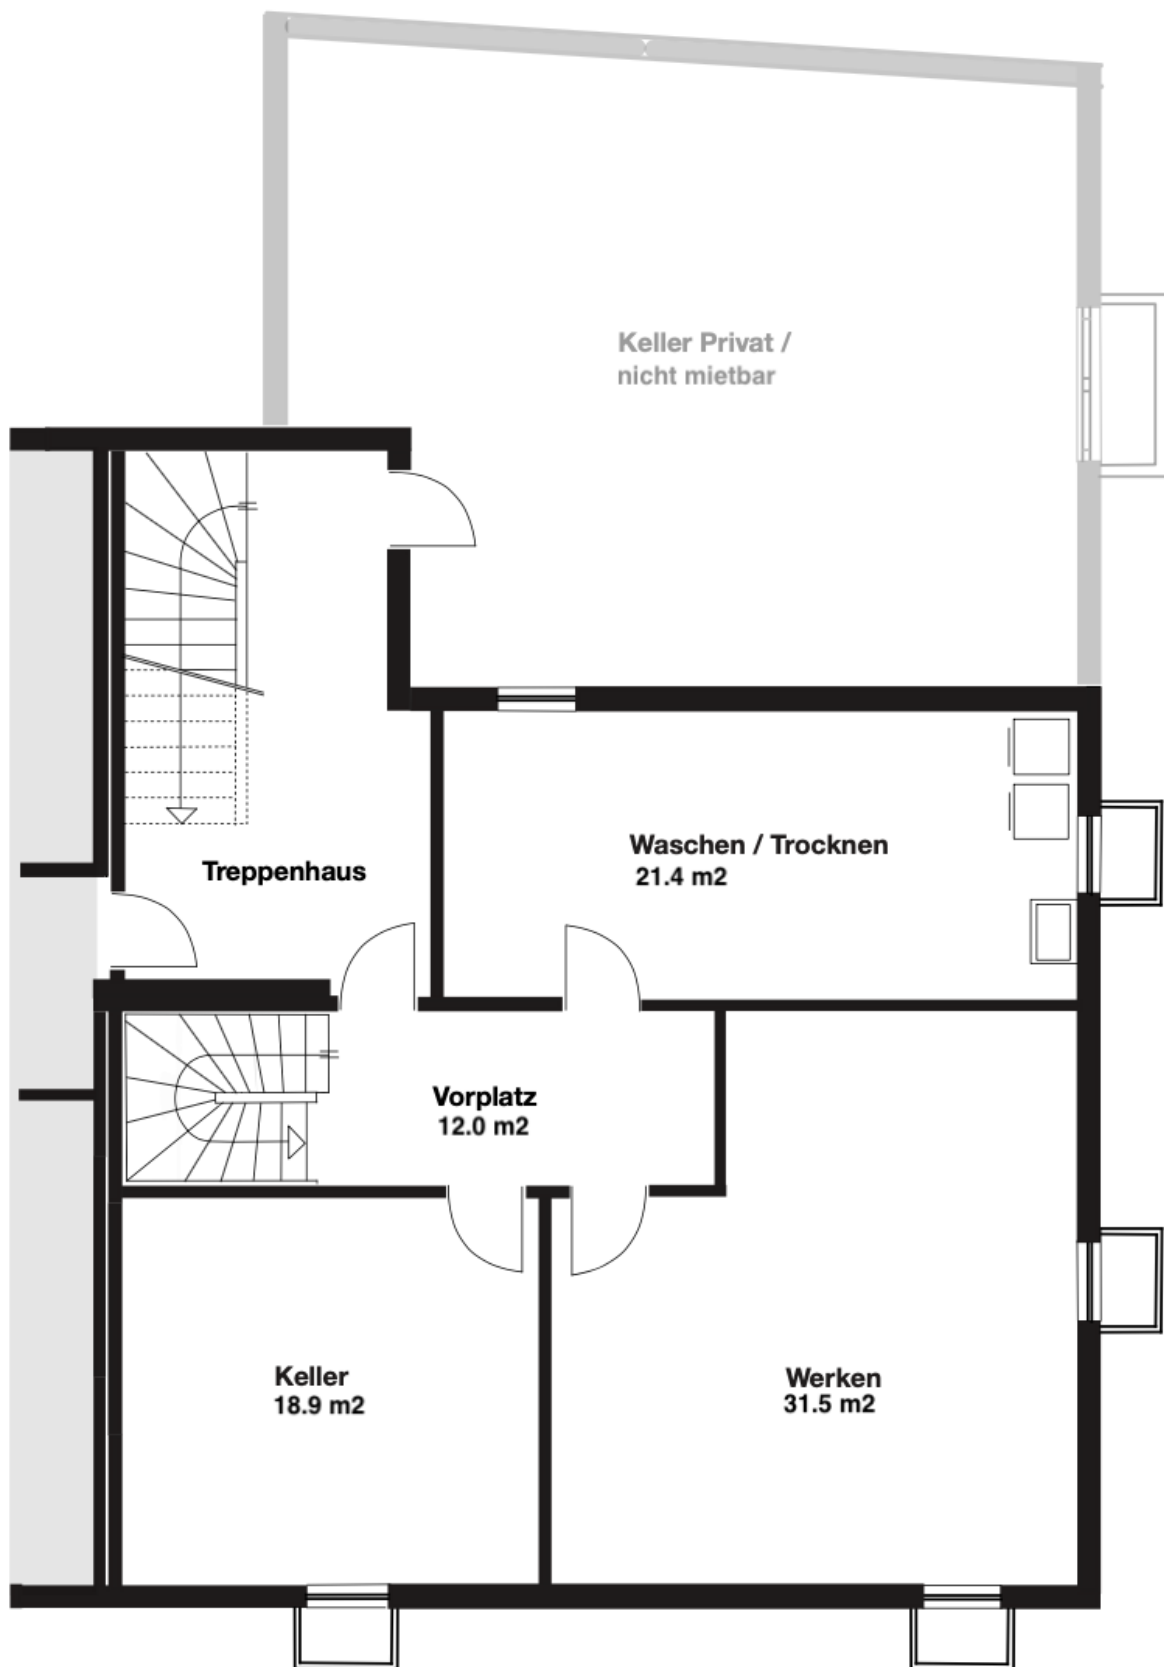 Keller Privat /
nicht mietbar
Waschen / Trocknen
21.4 m2
Treppenhaus
Vorplatz
12.0 m2
Keller
18.9 m2
Werken
31.5 m2